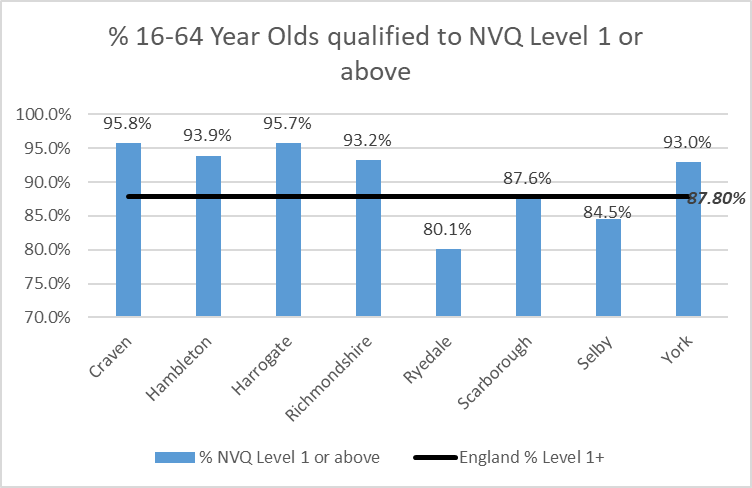 % 16-64 Year Olds qualified to NVQ Level 1 or
above
100.0%
95.0%
90.0%
85.0%
80.0%
75.0%
70.0%
95.8%
93.9%
95.7%
93.2%
80.1%
87.6%
84.5%
93.0%
87.80%
Craven
Hambleton
Harrogate
Richmondshire
Ryedale
Scarborough
Selby
York
% NVQ Level 1 or above
England % Level 1+